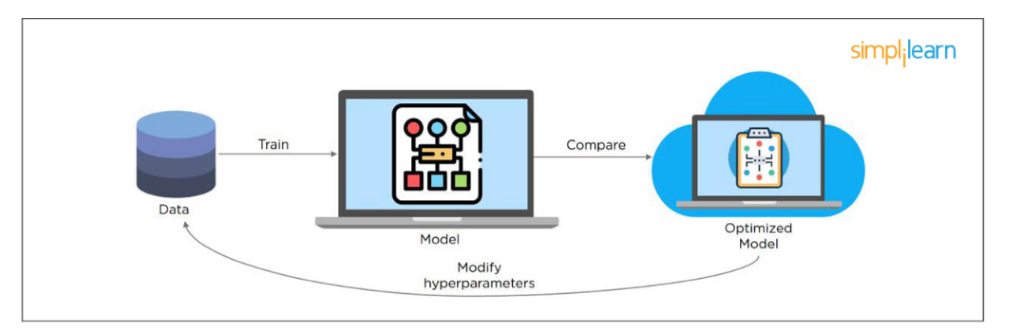 simplilearn
Train
Compare
Data
Model
Optimized
Model
Modify
hyperparameters